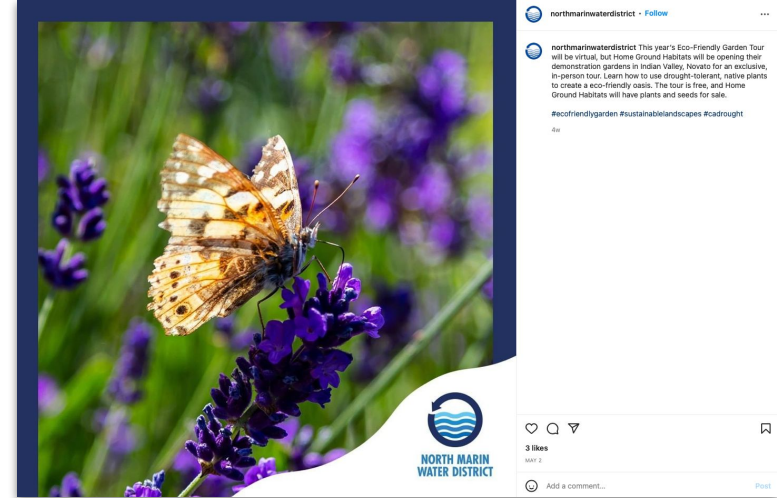 NORTH MARIN
WATER DISTRICT
northmarinwaterdistrict • Follow
northmarinwaterdistrict This year's Eco-Friendly Garden Tour
will be virtual, but Home Ground Habitats will be opening their
demonstration gardens in Indian Valley, Novato for an exclusive,
in-person tour. Learn how to use drought-tolerant, native plants
to create a eco-friendly oasis. The tour is free, and Home
Ground Habitats will have plants and seeds for sale.
#ecofriendlygarden #sustainablelandscapes #cadrought
4w
3 likes
MAY 2
Add a comment...
Post